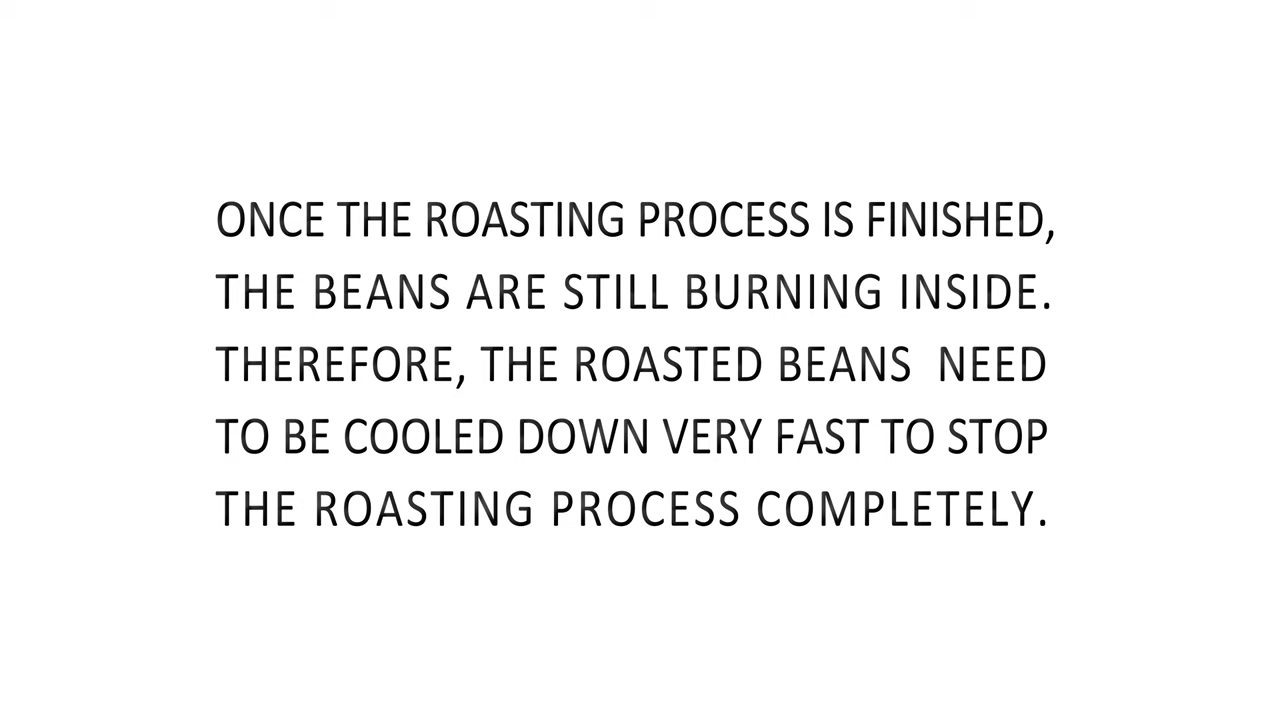 ONCE THE ROASTING PROCESS IS FINISHED,
THE BEANS ARE STILL BURNING INSIDE.
THEREFORE, THE ROASTED BEANS  NEED
TO BE COOLED DOWN VERY FAST TO STOP
THE ROASTING PROCESS COMPLETELY.